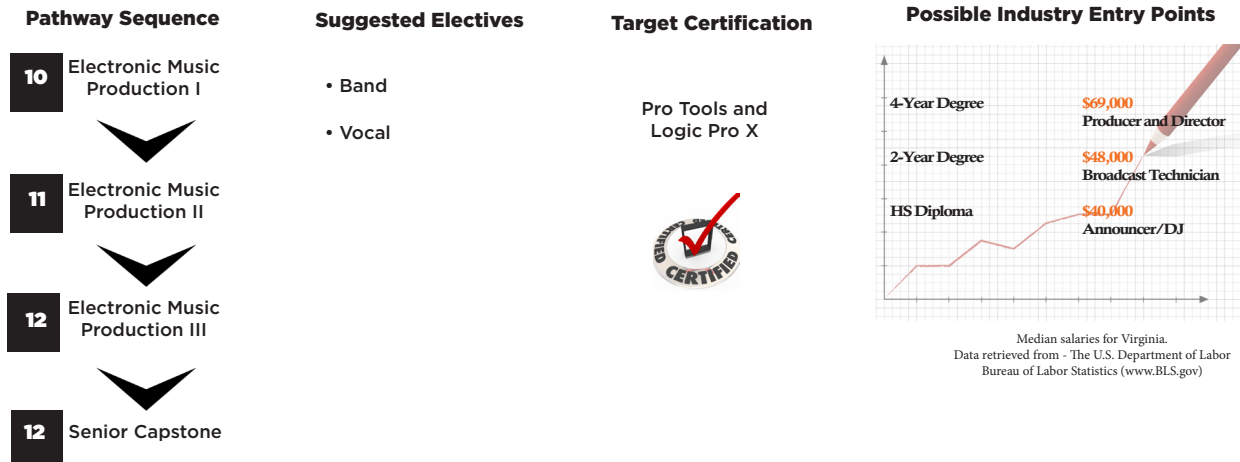 Pathway Sequence
10
Electronic Music
Production I
11
Electronic Music
Production II
12
Electronic Music
Production III
12
Senior Capstone
Suggested Electives
• Band
• Vocal
Target Certification
Pro Tools and
Logic Pro X
CERTIFIED
CERTIFIED
CERTIFIED
Possible Industry Entry Points
4-Year Degree
$69,000
Producer and Director
2-Year Degree
$48,000
Broadcast Technician
HS Diploma
$40,000
Announcer/DJ
Median salaries for Virginia.
Data retrieved from - The U.S. Department of Labor
Bureau of Labor Statistics (www.BLS.gov)